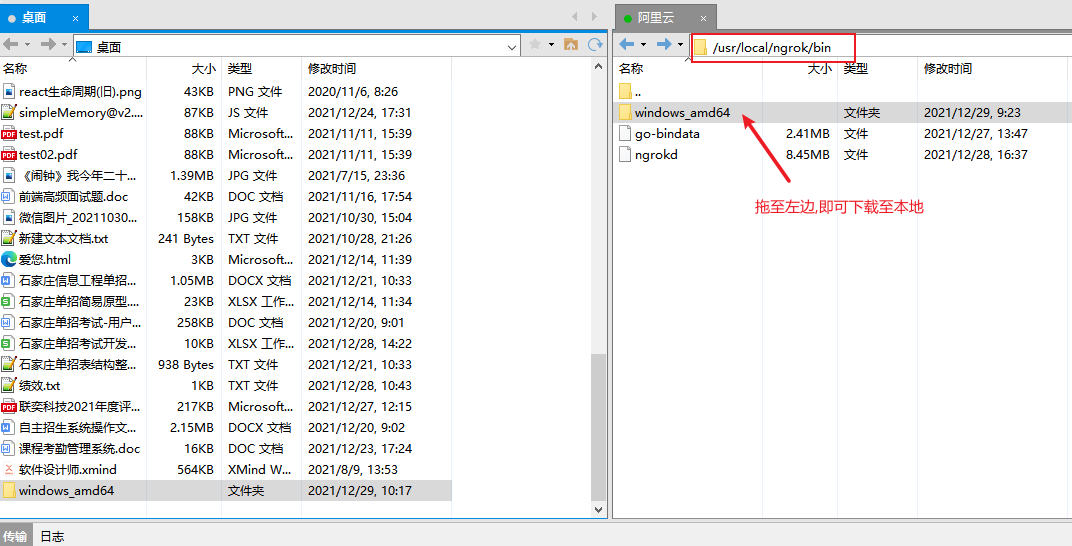 桌面
桌面
名称 大小 类型 修改时间
react生命周期(旧).png 43KB PNG 文件 2020/11/6, 8:26
simpleMemory@v2.... 87KB JS 文件 2021/12/24, 17:31
test.pdf 88KB Microsoft... 2021/11/11, 15:39
test02.pdf 88KB Microsoft... 2021/11/11, 15:39
《闹钟》我今年二十... 1.39MB JPG 文件 2021/7/15, 23:36
前端高频面试题.doc 42KB DOC 文档 2021/11/16, 17:54
微信图片_20211030... 158KB JPG 文件 2021/10/30, 15:04
新建文本文档.txt 241 Bytes TXT 文件 2021/10/28, 21:26
爱您.html 3KB Microsoft... 2021/12/14, 11:39
石家庄信息工程单招... 1.05MB DOCX 文档 2021/12/21, 10:33
石家庄单招简易原型.... 23KB XLSX 工作... 2021/12/14, 11:34
石家庄单招考试-用户... 258KB DOC 文档 2021/12/20, 9:01
石家庄单招考试开发... 10KB XLSX 工作... 2021/12/28, 14:22
石家庄单招表结构整... 938 Bytes TXT 文件 2021/12/21, 10:33
绩效.txt 1KB TXT 文件 2021/12/28, 10:43
联奕科技2021年度评... 217KB Microsoft... 2021/12/27, 12:15
自主招生系统操作文... 2.15MB DOCX 文档 2021/12/20, 9:02
课程考勤管理系统.doc 16KB DOC 文档 2021/12/23, 17:24
软件设计师.xmind 564KB XMind W... 2021/8/9, 13:53
windows_amd64 文件夹 2021/12/29, 10:17
阿里云
/usr/local/ngrok/bin
名称 大小 类型 修改时间
..
windows_amd64 文件夹 2021/12/29, 9:23
go-bindata 2.41MB 文件 2021/12/27, 13:47
ngrokd 8.45MB 文件 2021/12/28, 16:37
拖至左边,即可下载至本地
传输 日志